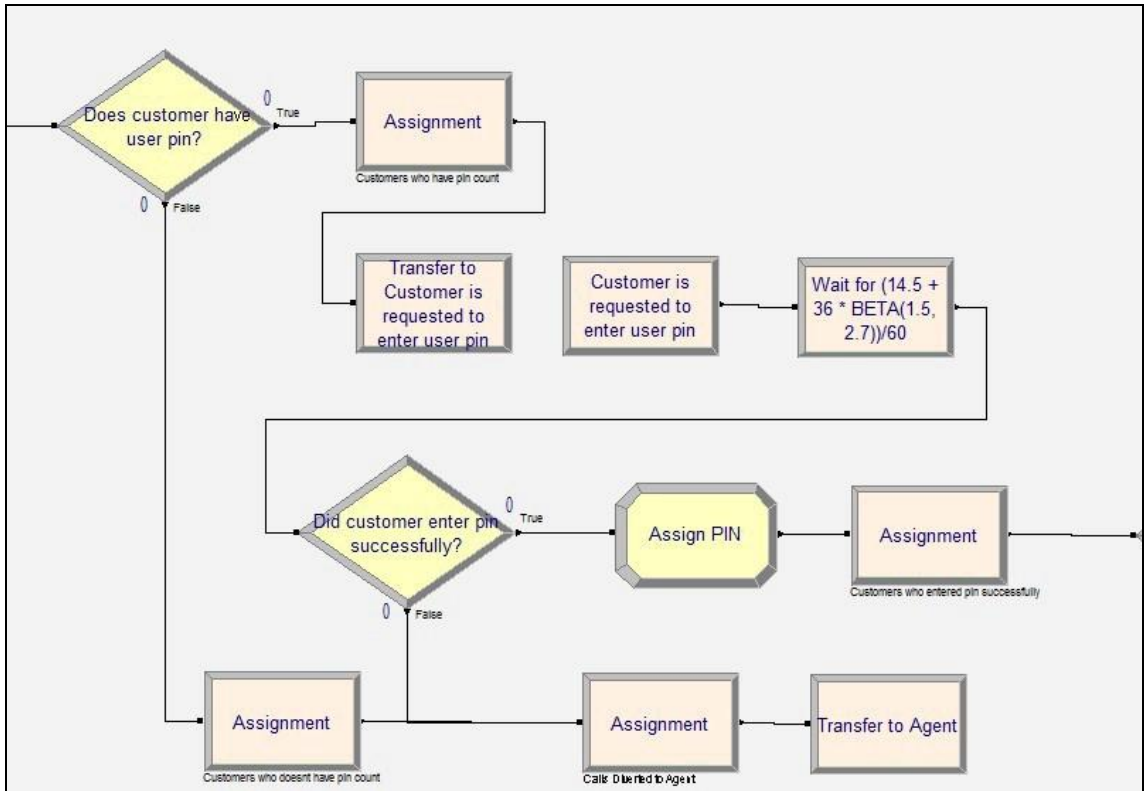 Does customer have
user pin?
0
True
0
False
Assignment
Customers who have pin count
Transfer to
Customer is
requested to
enter user pin
Customer is
requested to
enter user pin
Wait for (14.5 +
36 * BETA(1.5,
2.7))/60
Did customer enter pin
successfully?
0
True
0
False
Assign PIN
Assignment
Customers who entered pin successfully
Assignment
Customers who doesnt have pin count
Assignment
Calls Diverted to Agent
Transfer to Agent